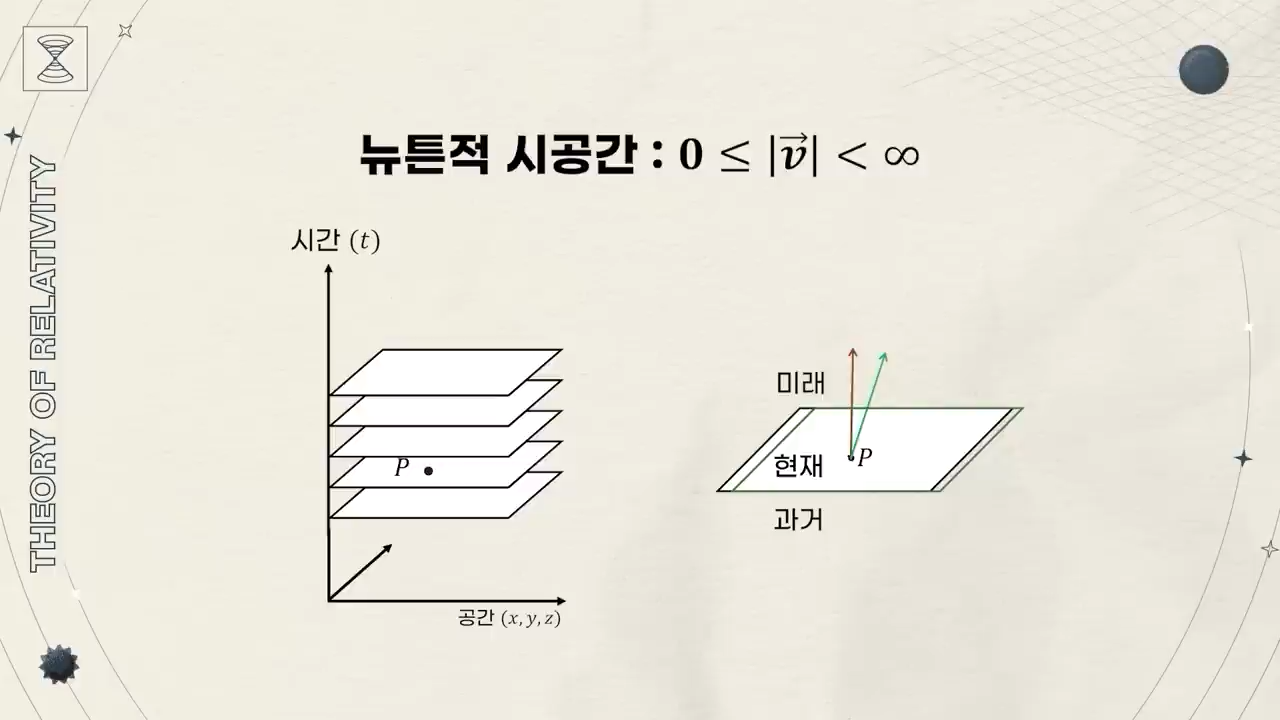 THEORY OF RELATIVITY
뉴튼적 시공간 : 0 ≤ |v⃗| < ∞
시간 (t)
P
공간 (x, y, z)
미래
현재 P
과거